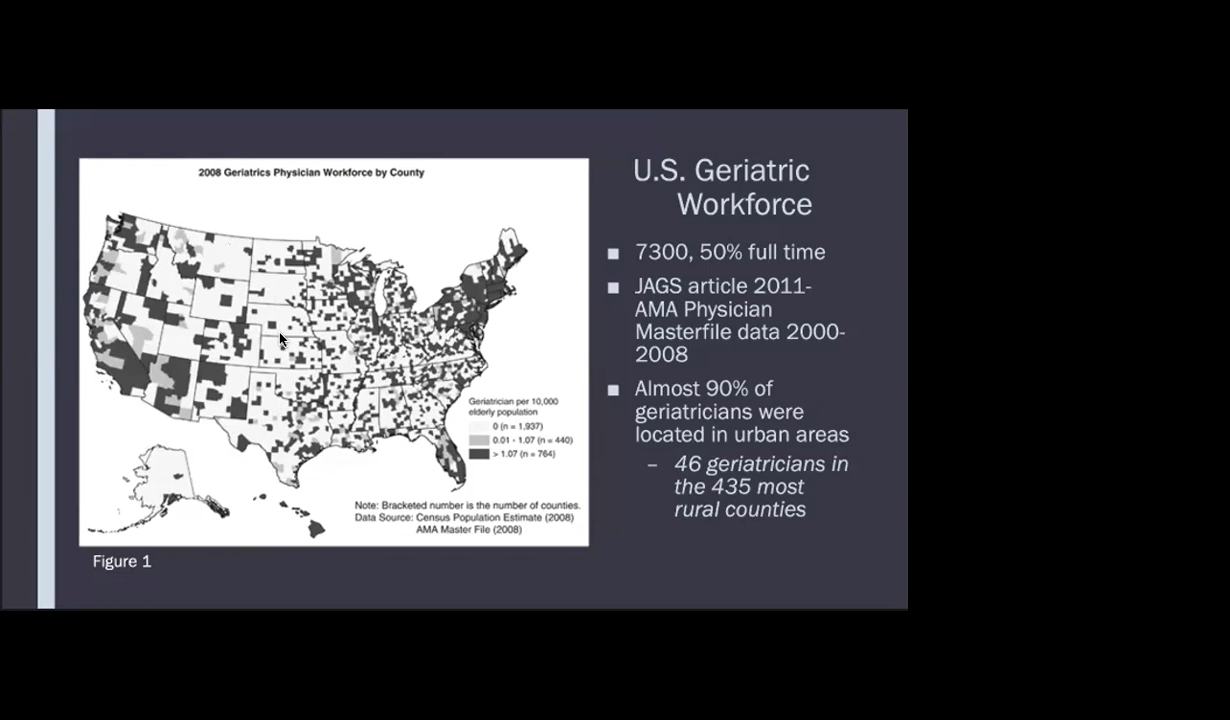 2008 Geriatrics Physician Workforce by County
Geriatrician per 10,000
elderly population
0 (n = 1,937)
0.01 - 1.07 (n = 440)
> 1.07 (n = 764)
Note: Bracketed number is the number of counties.
Data Source: Census Population Estimate (2008)
AMA Master File (2008)
Figure 1
U.S. Geriatric
Workforce
■ 7300, 50% full time
■ JAGS article 2011-
AMA Physician
Masterfile data 2000-
2008
■ Almost 90% of
geriatricians were
located in urban areas
– 46 geriatricians in
the 435 most
rural counties